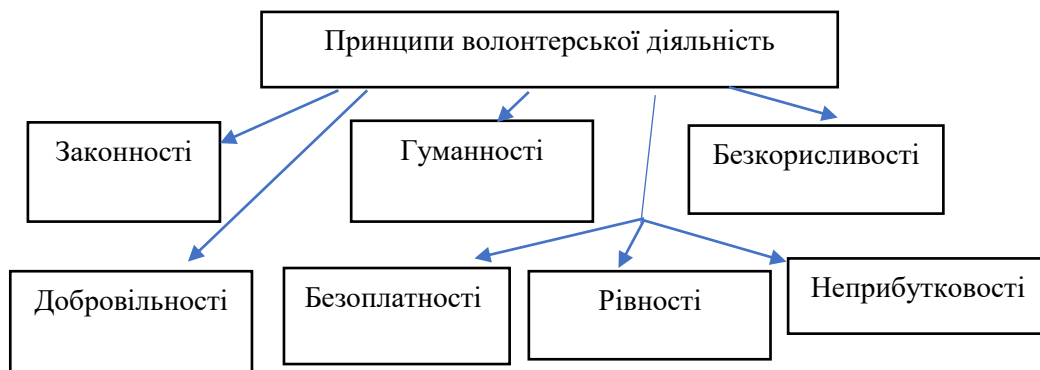 Принципи волонтерської діяльність
Законності
Гуманності
Безкорисливості
Добровільності
Безоплатності
Рівності
Неприбутковості